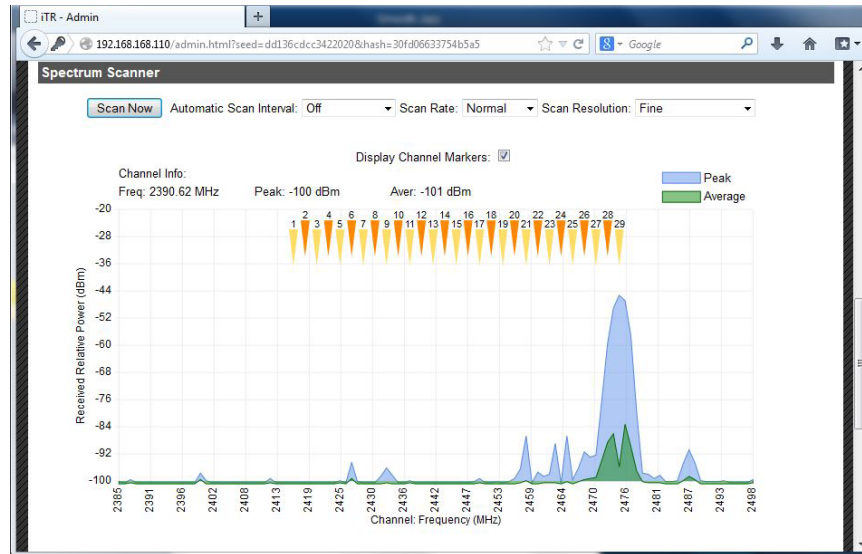 iTR - Admin
192.168.168.110/admin.html?seed=dd136cdcc3422020&hash=30fd06633754b5a5
Google
Spectrum Scanner
Scan Now Automatic Scan Interval: Off Scan Rate: Normal Scan Resolution: Fine
Display Channel Markers:
Channel Info:
Freq: 2390.62 MHz Peak: -100 dBm Aver: -101 dBm
Peak
Average
1 2 3 4 5 6 7 8 9 10 11 12 13 14 15 16 17 18 19 20 21 22 23 24 25 26 27 28 29
Received Relative Power (dBm)
-20
-28
-36
-44
-52
-60
-68
-76
-84
-92
-100
2385 2391 2396 2402 2408 2413 2419 2425 2430 2436 2442 2447 2453 2459 2464 2470 2476 2481 2487 2493 2498
Channel: Frequency (MHz)